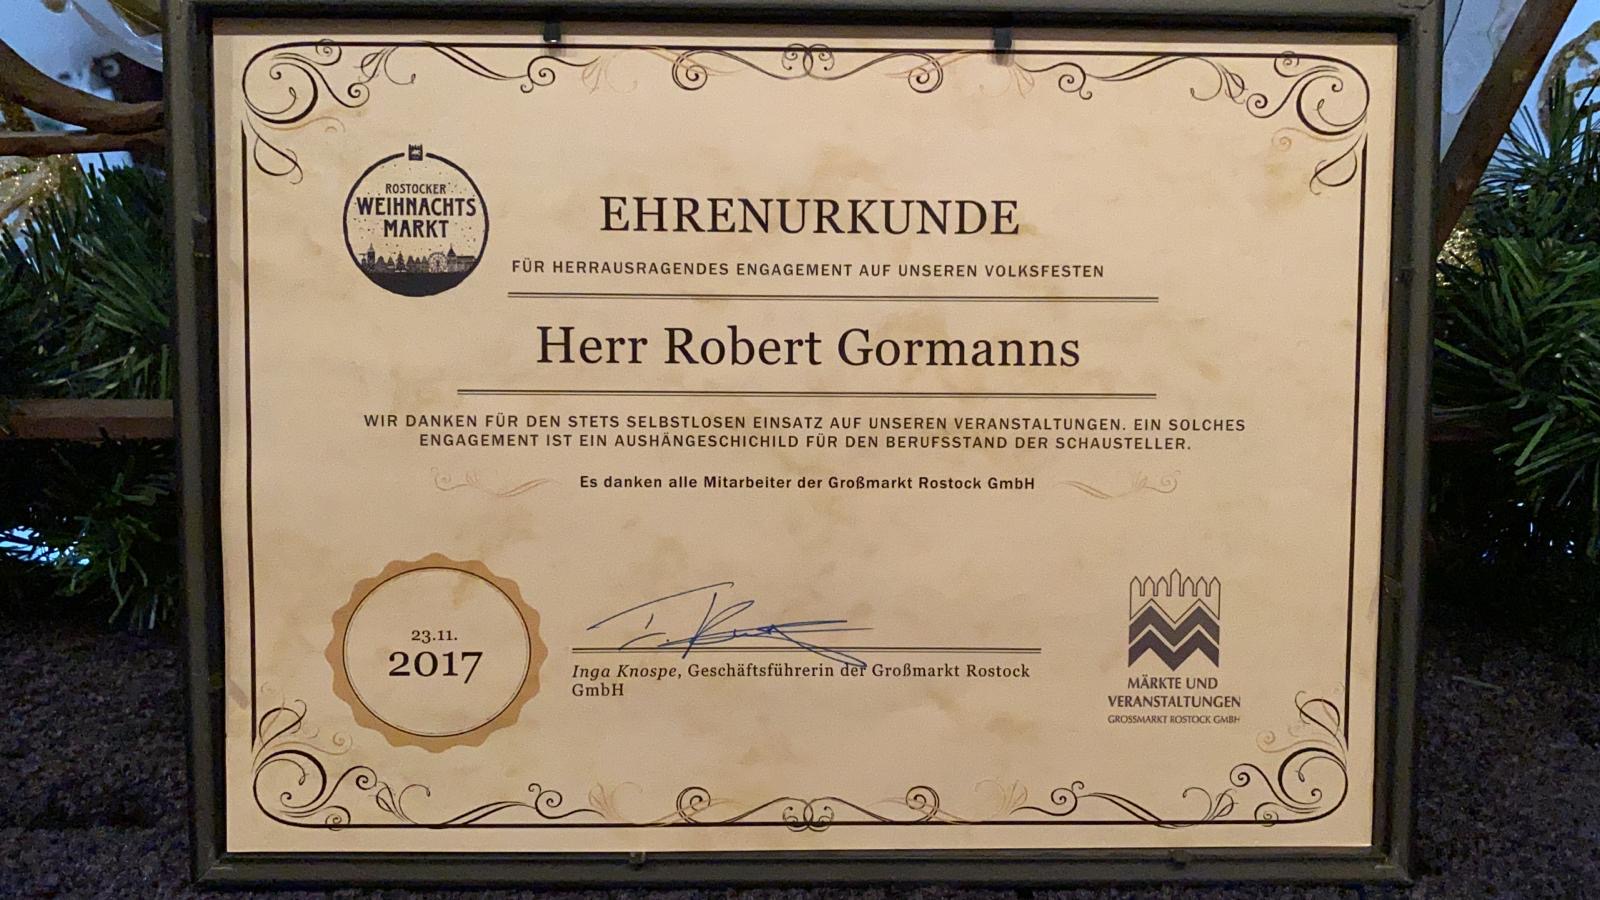 ROSTOCKER
WEIHNACHTS
MARKT
EHRENURKUNDE
FÜR HERRAUSRAGENDES ENGAGEMENT AUF UNSEREN VOLKSFESTEN
Herr Robert Gormanns
WIR DANKEN FÜR DEN STETS SELBSTLOSEN EINSATZ AUF UNSEREN VERANSTALTUNGEN. EIN SOLCHES
ENGAGEMENT IST EIN AUSHÄNGESCHICHILD FÜR DEN BERUFSSTAND DER SCHAUSTELLER.
Es danken alle Mitarbeiter der Großmarkt Rostock GmbH
23.11.
2017
Inga Knospe, Geschäftsführerin der Großmarkt Rostock
GmbH
MÄRKTE UND
VERANSTALTUNGEN
GROSSMARKT ROSTOCK GMBH